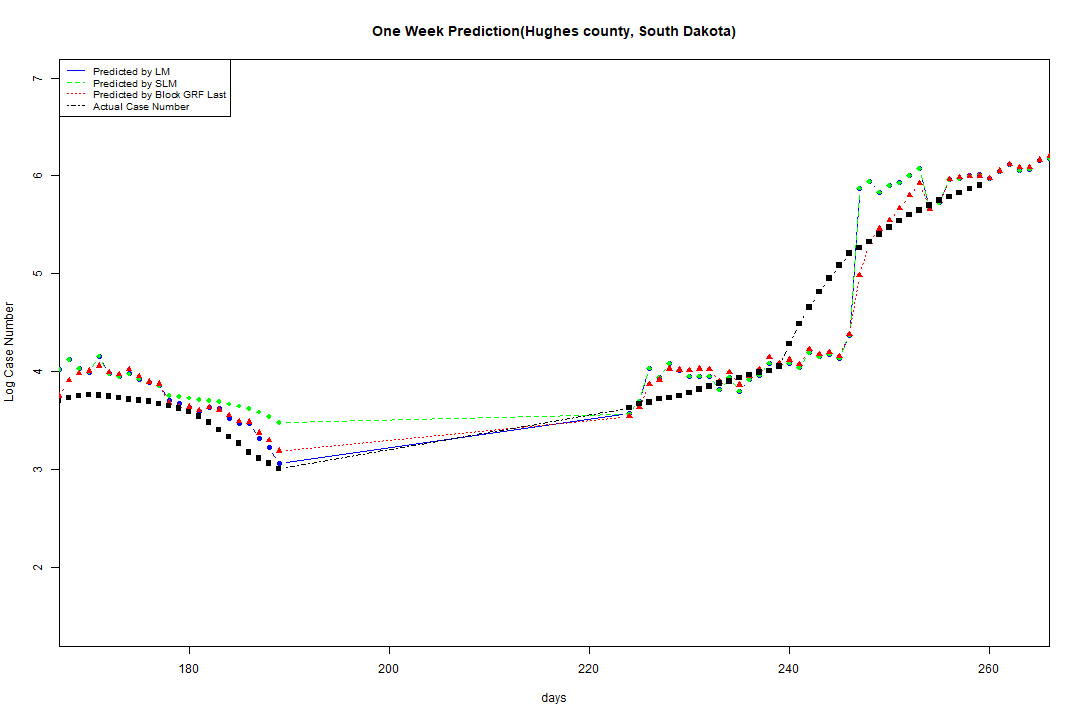 One Week Prediction(Hughes county, South Dakota)
Predicted by LM
Predicted by SLM
Predicted by Block GRF Last
Actual Case Number
7
6
5
4
3
2
Log Case Number
180 200 220 240 260
days